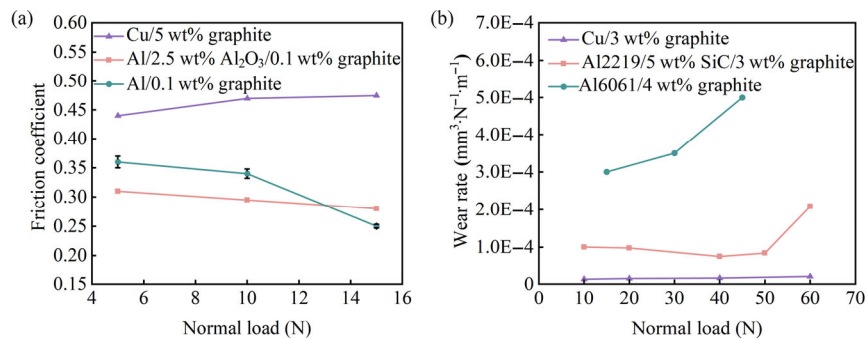 (a)
0.60
0.55
0.50
0.45
0.40
0.35
0.30
0.25
0.20
0.15
Friction coefficient
Cu/5 wt% graphite
Al/2.5 wt% Al₂O₃/0.1 wt% graphite
Al/0.1 wt% graphite
4 6 8 10 12 14 16
Normal load (N)
(b)
7.0E−4
6.0E−4
5.0E−4
4.0E−4
3.0E−4
2.0E−4
1.0E−4
0
Wear rate (mm³·N⁻¹·m⁻¹)
Cu/3 wt% graphite
Al2219/5 wt% SiC/3 wt% graphite
Al6061/4 wt% graphite
0 10 20 30 40 50 60 70
Normal load (N)